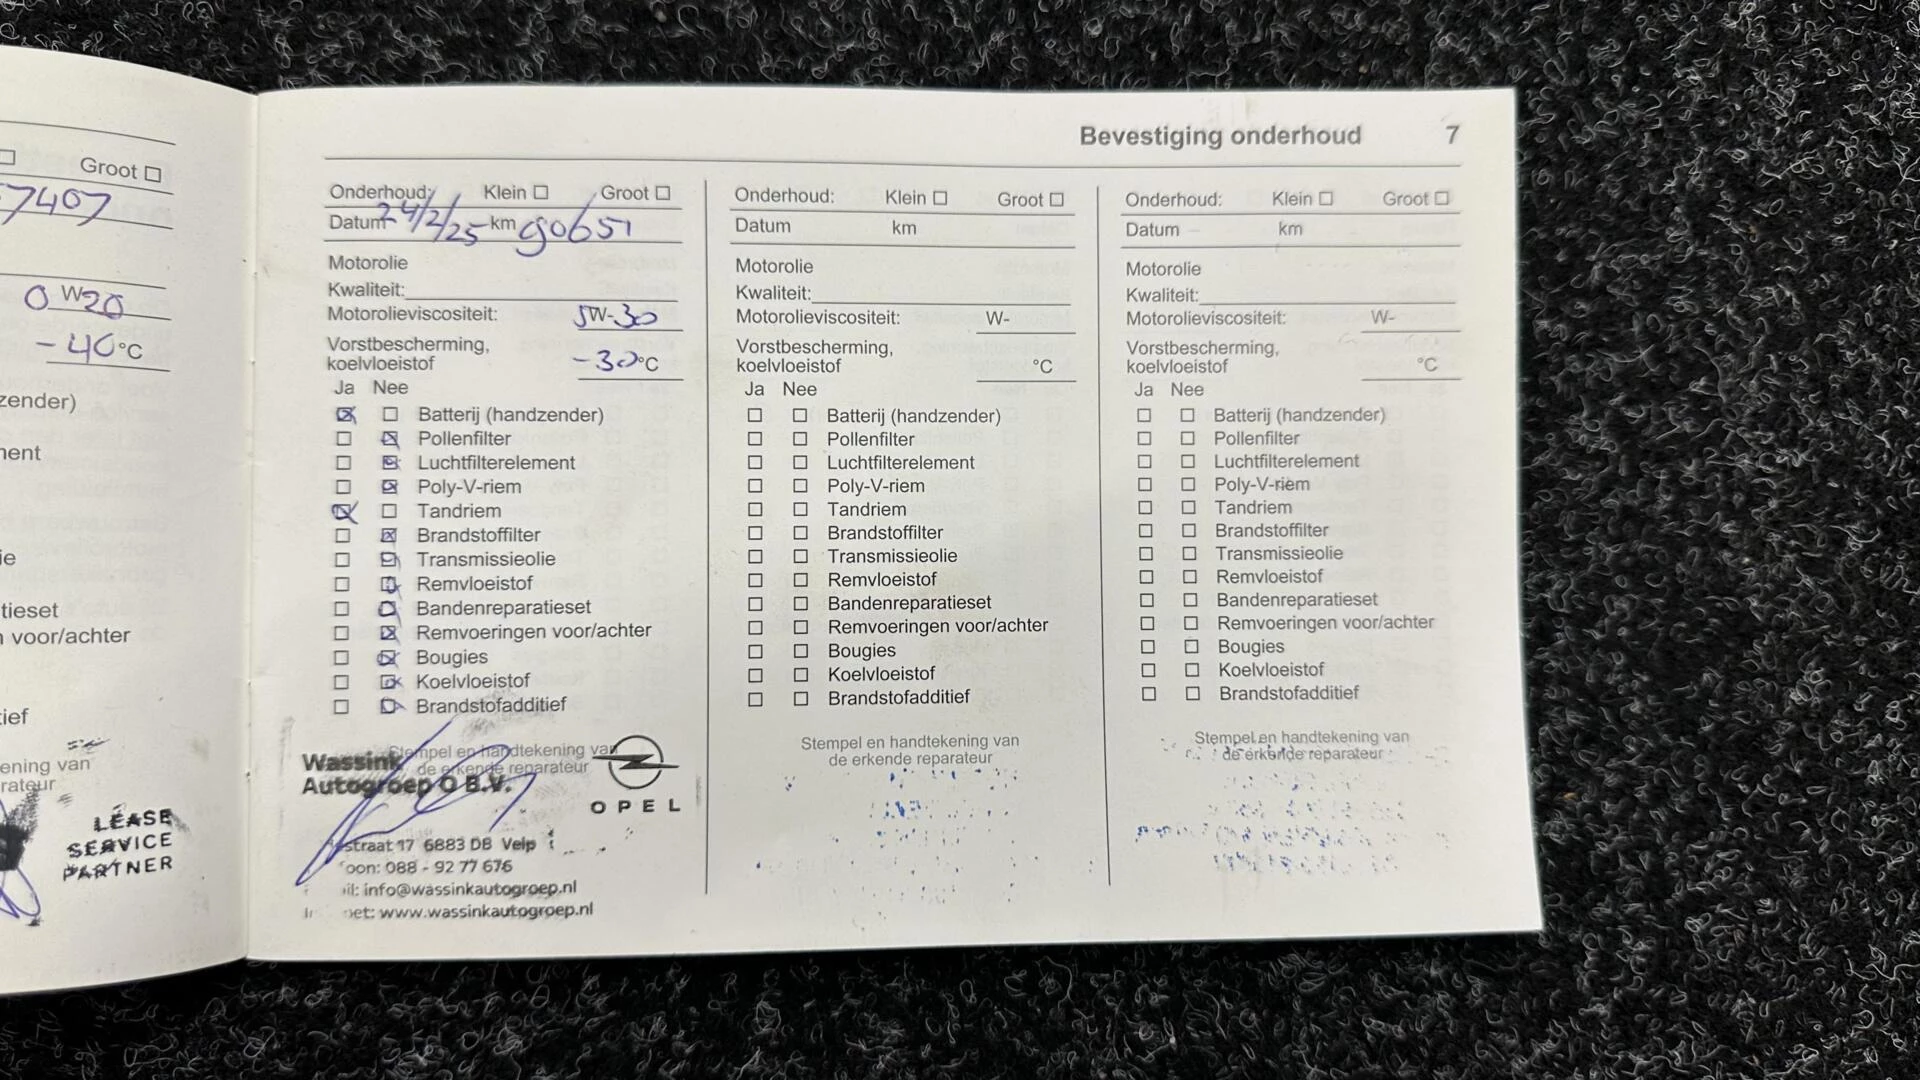 Groot
57407
0 W20
-40°C
zender)
ment
ie
tieset
voor/achter
tief
ening van
rateur
LEASE
SERVICE
PARTNER
Bevestiging onderhoud 7
Onderhoud: Klein Groot
Datum 24/2/25 km 90651
Motorolie
Kwaliteit:
Motorolieviscositeit: 5W-30
Vorstbescherming,
koelvloeistof -30°C
Ja Nee
Batterij (handzender)
Pollenfilter
Luchtfilterelement
Poly-V-riem
Tandriem
Brandstoffilter
Transmissieolie
Remvloeistof
Bandenreparatieset
Remvoeringen voor/achter
Bougies
Koelvloeistof
Brandstofadditief
Stempel en handtekening van
de erkende reparateur
Wassink
Autogroep O B.V.
OPEL
straat 17 6883 DB Velp
oon: 088 - 92 77 676
il: info@wassinkautogroep.nl
net: www.wassinkautogroep.nl
Onderhoud: Klein Groot
Datum km
Motorolie
Kwaliteit:
Motorolieviscositeit: W-
Vorstbescherming,
koelvloeistof °C
Ja Nee
Batterij (handzender)
Pollenfilter
Luchtfilterelement
Poly-V-riem
Tandriem
Brandstoffilter
Transmissieolie
Remvloeistof
Bandenreparatieset
Remvoeringen voor/achter
Bougies
Koelvloeistof
Brandstofadditief
Stempel en handtekening van
de erkende reparateur
Onderhoud: Klein Groot
Datum km
Motorolie
Kwaliteit:
Motorolieviscositeit: W-
Vorstbescherming,
koelvloeistof °C
Ja Nee
Batterij (handzender)
Pollenfilter
Luchtfilterelement
Poly-V-riem
Tandriem
Brandstoffilter
Transmissieolie
Remvloeistof
Bandenreparatieset
Remvoeringen voor/achter
Bougies
Koelvloeistof
Brandstofadditief
Stempel en handtekening van
de erkende reparateur